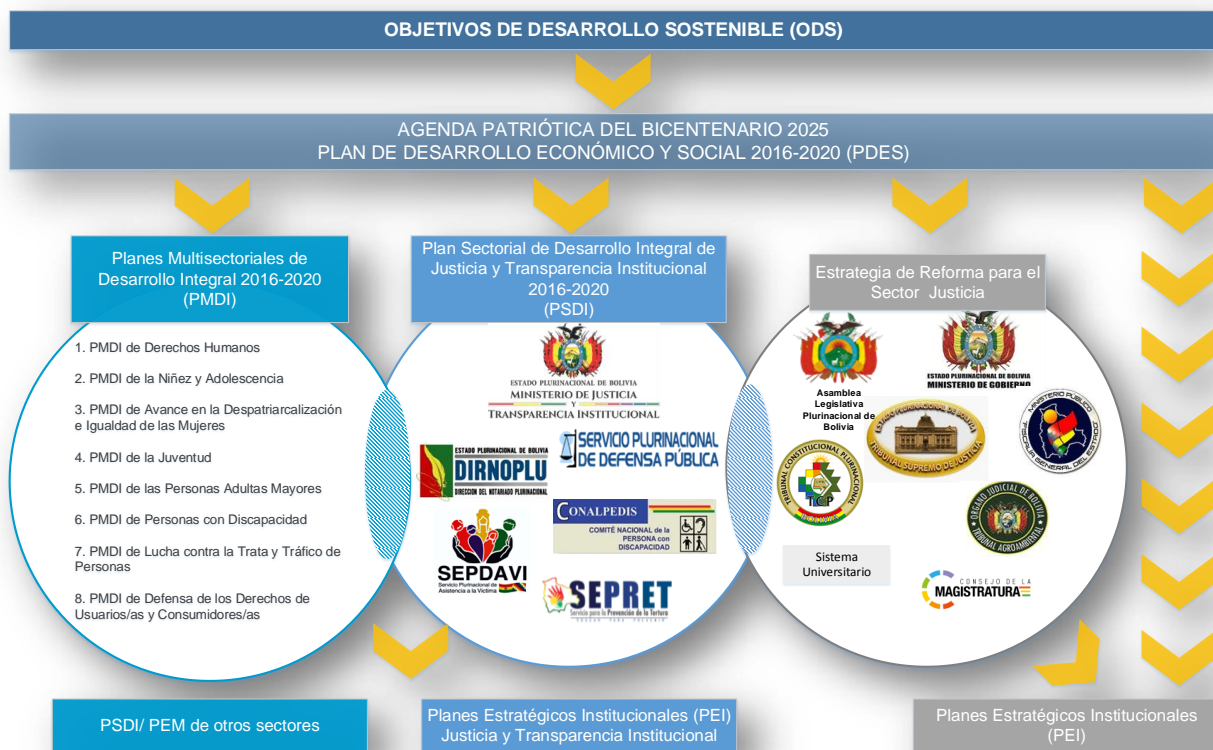 OBJETIVOS DE DESARROLLO SOSTENIBLE (ODS)
AGENDA PATRIÓTICA DEL BICENTENARIO 2025
PLAN DE DESARROLLO ECONÓMICO Y SOCIAL 2016-2020 (PDES)
Planes Multisectoriales de
Desarrollo Integral 2016-2020
(PMDI)
1. PMDI de Derechos Humanos
2. PMDI de la Niñez y Adolescencia
3. PMDI de Avance en la Despatriarcalización
e Igualdad de las Mujeres
4. PMDI de la Juventud
5. PMDI de las Personas Adultas Mayores
6. PMDI de Personas con Discapacidad
7. PMDI de Lucha contra la Trata y Tráfico de
Personas
8. PMDI de Defensa de los Derechos de
Usuarios/as y Consumidores/as
Plan Sectorial de Desarrollo Integral de
Justicia y Transparencia Institucional
2016-2020
(PSDI)
ESTADO PLURINACIONAL DE BOLIVIA
MINISTERIO DE JUSTICIA
Y
TRANSPARENCIA INSTITUCIONAL
ESTADO PLURINACIONAL DE BOLIVIA
DIRNOPLU
DIRECCIÓN DEL NOTARIADO PLURINACIONAL
SERVICIO PLURINACIONAL
DE DEFENSA PÚBLICA
CONALPEDIS
COMITÉ NACIONAL de la
PERSONA con
DISCAPACIDAD
SEPDAVI
Servicio Plurinacional de
Asistencia a la Víctima
SEPRET
Servicio para la Prevención de la Tortura
EDUCAR PARA PREVENIR
Estrategia de Reforma para el
Sector Justicia
Asamblea
Legislativa
Plurinacional de
Bolivia
ESTADO PLURINACIONAL DE BOLIVIA
MINISTERIO DE GOBIERNO
ESTADO PLURINACIONAL DE BOLIVIA
TRIBUNAL SUPREMO DE JUSTICIA
MINISTERIO PÚBLICO
FISCALÍA GENERAL DEL ESTADO
TRIBUNAL CONSTITUCIONAL PLURINACIONAL
TCP
ORGANO JUDICIAL DE BOLIVIA
TRIBUNAL AGROAMBIENTAL
Sistema
Universitario
CONSEJO DE LA
MAGISTRATURA
PSDI/ PEM de otros sectores
Planes Estratégicos Institucionales (PEI)
Justicia y Transparencia Institucional
Planes Estratégicos Institucionales
(PEI)